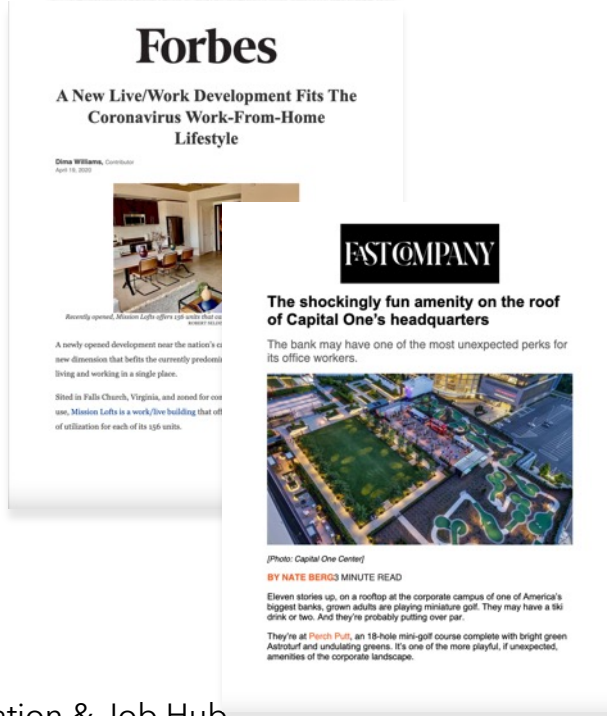 Forbes
A New Live/Work Development Fits The
Coronavirus Work-From-Home
Lifestyle
Dima Williams, Contributor
April 19, 2020
Recently opened, Mission Lofts offers 156 units that
A newly opened development near the nation's
new dimension that befits the currently
living and working in a single place.
Sited in Falls Church, Virginia, and zoned for
use, Mission Lofts is a work/live building that
of utilization for each of its 156 units.
FAST COMPANY
The shockingly fun amenity on the roof
of Capital One's headquarters
The bank may have one of the most unexpected perks for
its office workers.
[Photo: Capital One Center]
BY NATE BERG3 MINUTE READ
Eleven stories up, on a rooftop at the corporate campus of one of America's
biggest banks, grown adults are playing miniature golf. They may have a tiki
drink or two. And they're probably putting over par.
They're at Perch Putt, an 18-hole mini-golf course complete with bright green
Astroturf and undulating greens. It's one of the more playful, if unexpected,
amenities of the corporate landscape.
& Job Hub